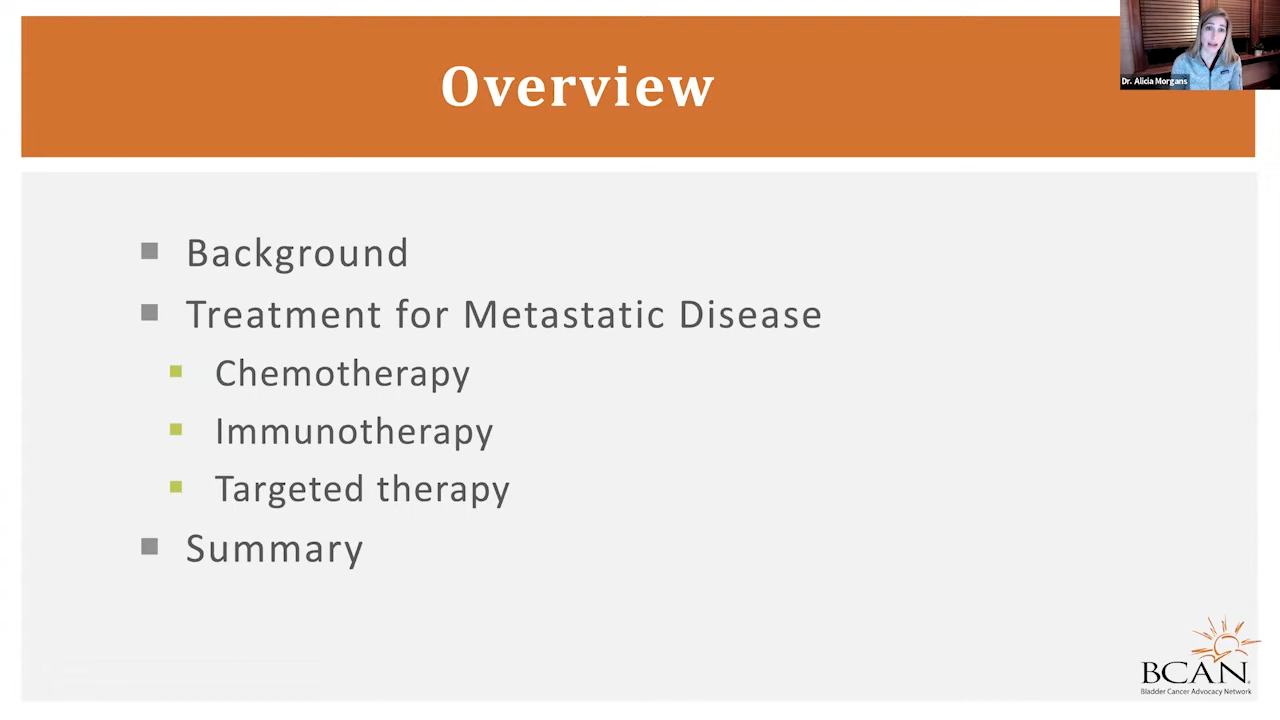 Overview
Dr. Alicia Morgans
Background
Treatment for Metastatic Disease
Chemotherapy
Immunotherapy
Targeted therapy
Summary
BCAN
Bladder Cancer Advocacy Network